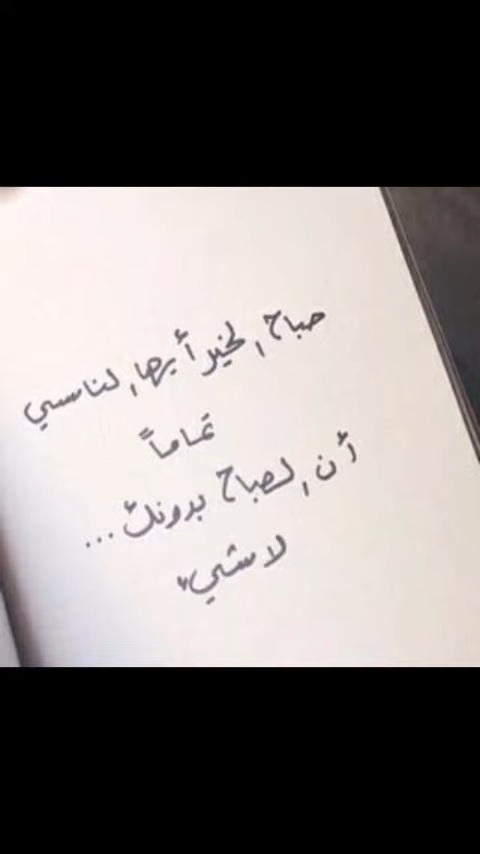 صباح الخير أيها الناسي
تماماً
أن الصباح بدونك ...
لا شيء